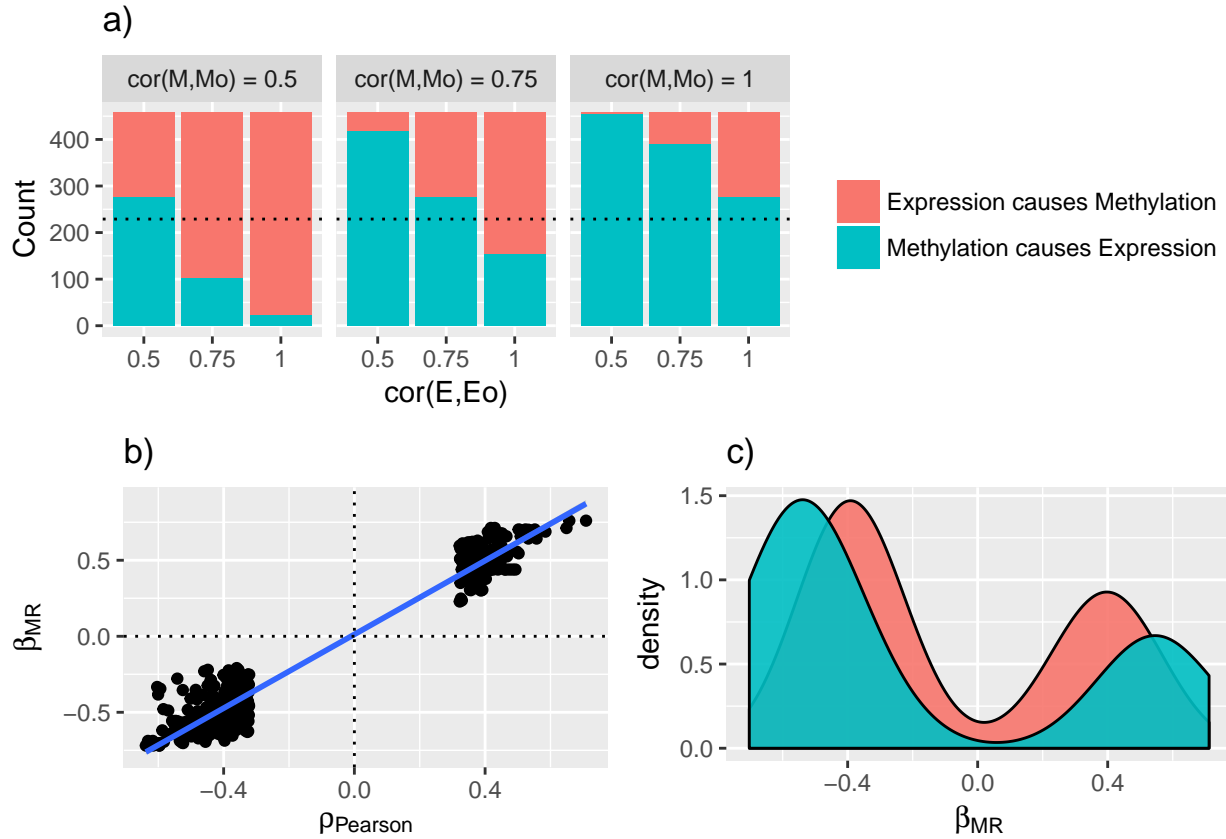 a)
cor(M,Mo) = 0.5
cor(M,Mo) = 0.75
cor(M,Mo) = 1
Count
400
300
200
100
0
0.5 0.75 1
0.5 0.75 1
0.5 0.75 1
cor(E,Eo)
Expression causes Methylation
Methylation causes Expression
b)
βMR
0.5
0.0
−0.5
−0.4 0.0 0.4
ρPearson
c)
density
1.5
1.0
0.5
0.0
−0.4 0.0 0.4
βMR